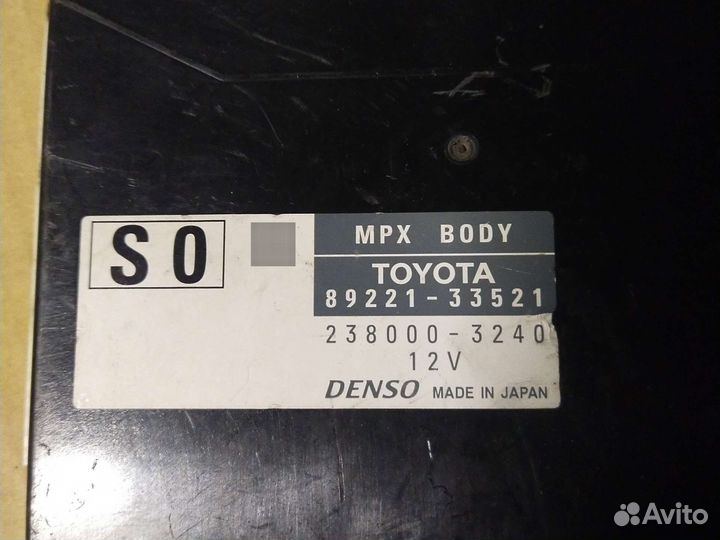 S0
MPX BODY
TOYOTA
89221-33521
238000-3240
12V
DENSO MADE IN JAPAN
Avito